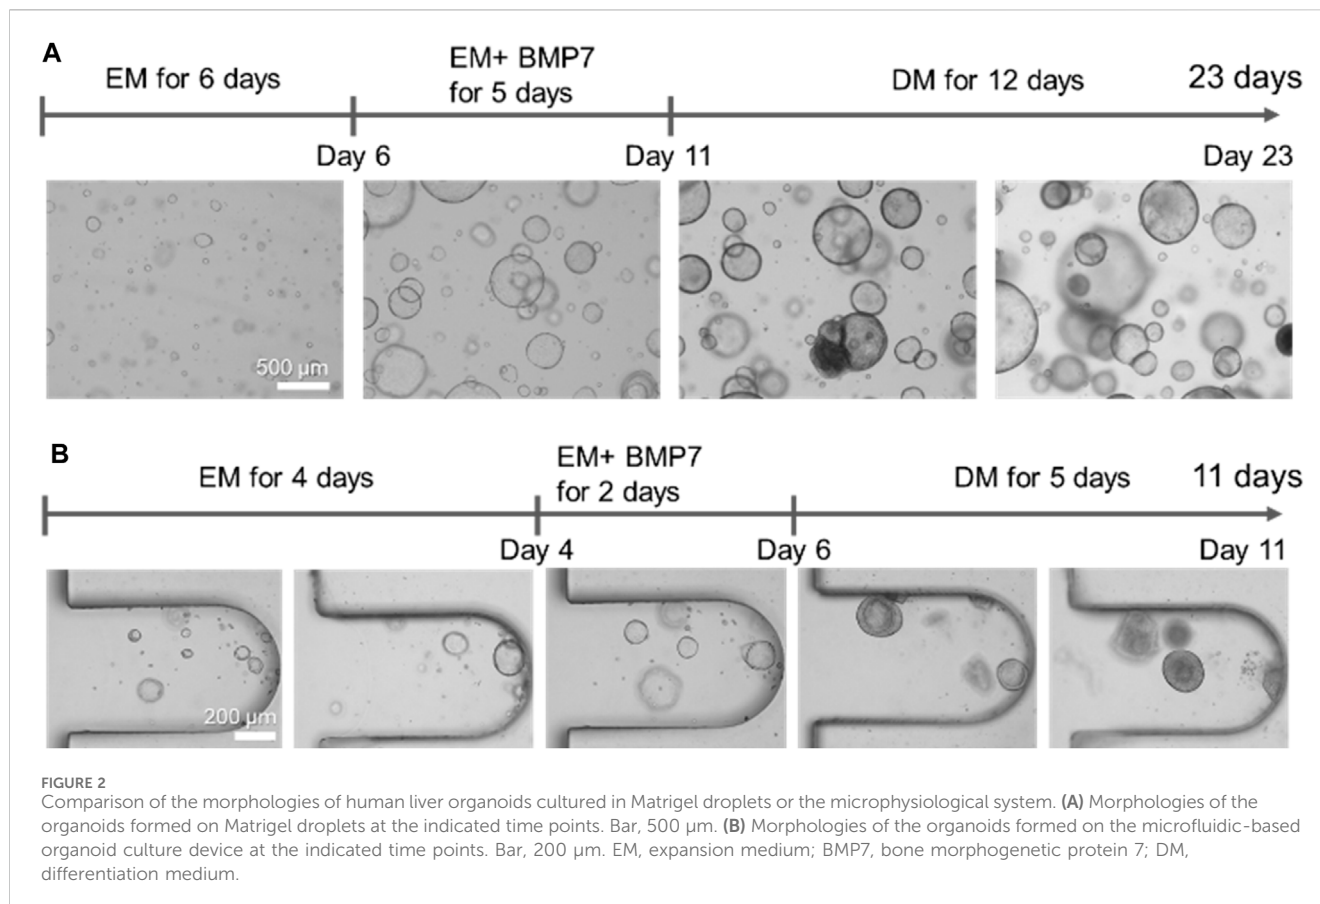 A
EM for 6 days
EM+ BMP7
for 5 days
DM for 12 days
23 days
Day 6
Day 11
Day 23
500 µm
B
EM for 4 days
EM+ BMP7
for 2 days
DM for 5 days
11 days
Day 4
Day 6
Day 11
200 µm
FIGURE 2
Comparison of the morphologies of human liver organoids cultured in Matrigel droplets or the microphysiological system. (A) Morphologies of the
organoids formed on Matrigel droplets at the indicated time points. Bar, 500 µm. (B) Morphologies of the organoids formed on the microfluidic-based
organoid culture device at the indicated time points. Bar, 200 µm. EM, expansion medium; BMP7, bone morphogenetic protein 7; DM,
differentiation medium.